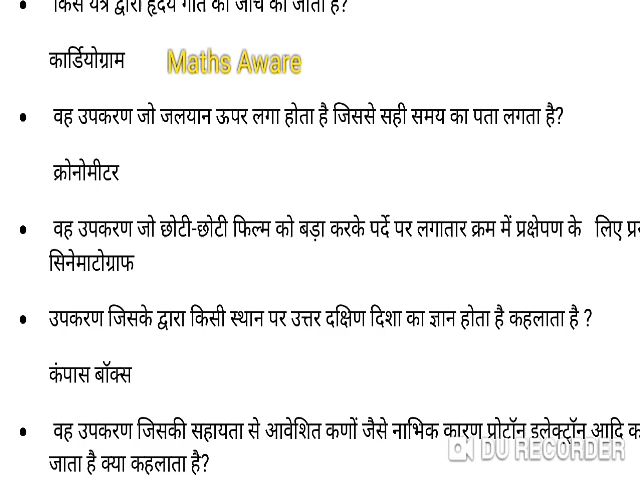 किस यंत्र द्वारा हृदय गति की जांच की जाती है?
कार्डियोग्राम Maths Aware
वह उपकरण जो जलयान ऊपर लगा होता है जिससे सही समय का पता लगता है?
क्रोनोमीटर
वह उपकरण जो छोटी-छोटी फिल्म को बड़ा करके पर्दे पर लगातार क्रम में प्रक्षेपण के लिए
सिनेमाटोग्राफ
उपकरण जिसके द्वारा किसी स्थान पर उत्तर दक्षिण दिशा का ज्ञान होता है कहलाता है ?
कंपास बॉक्स
वह उपकरण जिसकी सहायता से आवेशित कणों जैसे नाभिक कारण प्रोटॉन इलेक्ट्रॉन आदि
DU RECORDER
जाता है क्या कहलाता है?